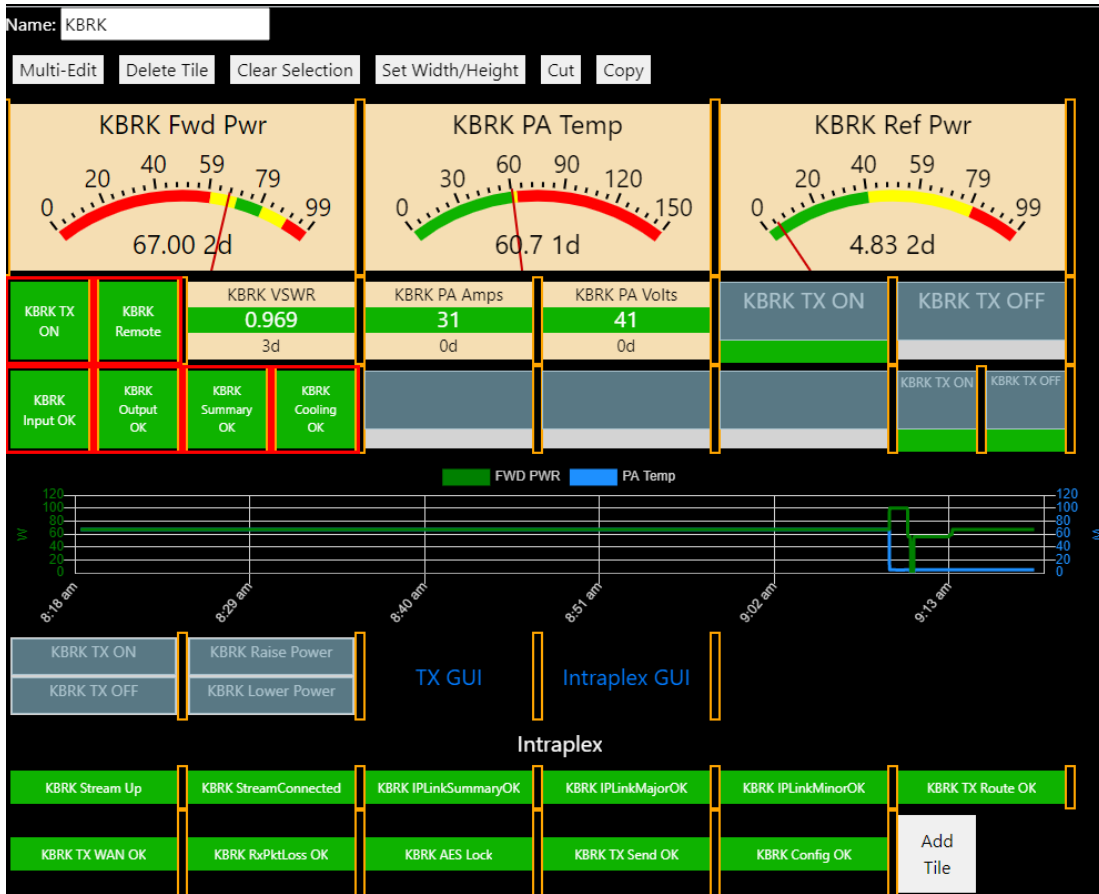 Name: KBRK
Multi-Edit Delete Tile Clear Selection Set Width/Height Cut Copy
KBRK Fwd Pwr
0 20 40 59 79 99
67.00 2d
KBRK PA Temp
0 30 60 90 120 150
60.7 1d
KBRK Ref Pwr
0 20 40 59 79 99
4.83 2d
KBRK TX
ON
KBRK
Remote
KBRK VSWR
0.969
3d
KBRK PA Amps
31
0d
KBRK PA Volts
41
0d
KBRK TX ON
KBRK TX OFF
KBRK
Input OK
KBRK
Output
OK
KBRK
Summary
OK
KBRK
Cooling
OK
KBRK TX ON
KBRK TX OFF
FWD PWR PA Temp
120 120
100 100
80 80
W 60 60 W
40 40
20 20
0 0
8:18 am 8:29 am 8:40 am 8:51 am 9:02 am 9:13 am
KBRK TX ON
KBRK TX OFF
KBRK Raise Power
KBRK Lower Power
TX GUI
Intraplex GUI
Intraplex
KBRK Stream Up KBRK StreamConnected KBRK IPLinkSummaryOK KBRK IPLinkMajorOK KBRK IPLinkMinorOK KBRK TX Route OK
KBRK TX WAN OK KBRK RxPktLoss OK KBRK AES Lock KBRK TX Send OK KBRK Config OK
Add
Tile